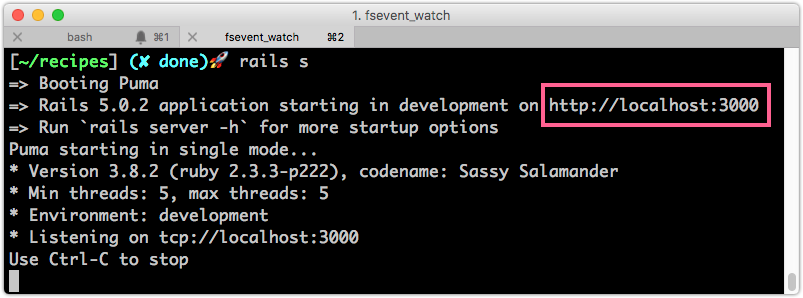 1. fsevent_watch
× bash ⌘1 × fsevent_watch ⌘2
[~/recipes] (✘ done)🚀 rails s
=> Booting Puma
=> Rails 5.0.2 application starting in development on http://localhost:3000
=> Run `rails server -h` for more startup options
Puma starting in single mode...
* Version 3.8.2 (ruby 2.3.3-p222), codename: Sassy Salamander
* Min threads: 5, max threads: 5
* Environment: development
* Listening on tcp://localhost:3000
Use Ctrl-C to stop